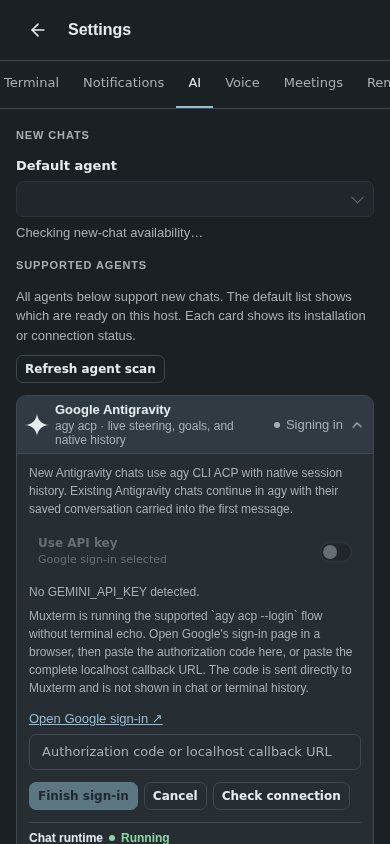 Settings
Terminal Notifications AI Voice Meetings Ren
NEW CHATS
Default agent
Checking new-chat availability…
SUPPORTED AGENTS
All agents below support new chats. The default list shows
which are ready on this host. Each card shows its installation
or connection status.
Refresh agent scan
Google Antigravity
agy acp · live steering, goals, and
native history
Signing in
New Antigravity chats use agy CLI ACP with native session
history. Existing Antigravity chats continue in agy with their
saved conversation carried into the first message.
Use API key
Google sign-in selected
No GEMINI_API_KEY detected.
Muxterm is running the supported `agy acp --login` flow
without terminal echo. Open Google's sign-in page in a
browser, then paste the authorization code here, or paste the
complete localhost callback URL. The code is sent directly to
Muxterm and is not shown in chat or terminal history.
Open Google sign-in ↗
Authorization code or localhost callback URL
Finish sign-in Cancel Check connection
Chat runtime Running